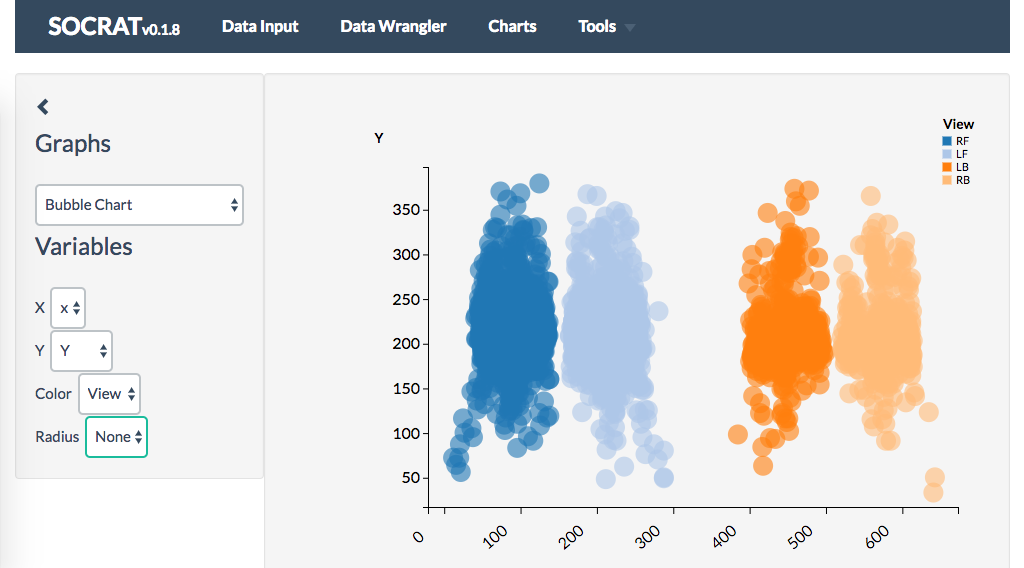 SOCRAT v0.1.8 Data Input Data Wrangler Charts Tools
Graphs
Bubble Chart
Variables
X x
Y Y
Color View
Radius None
Y
View
RF
LF
LB
RB
350
300
250
200
150
100
50
0 100 200 300 400 500 600